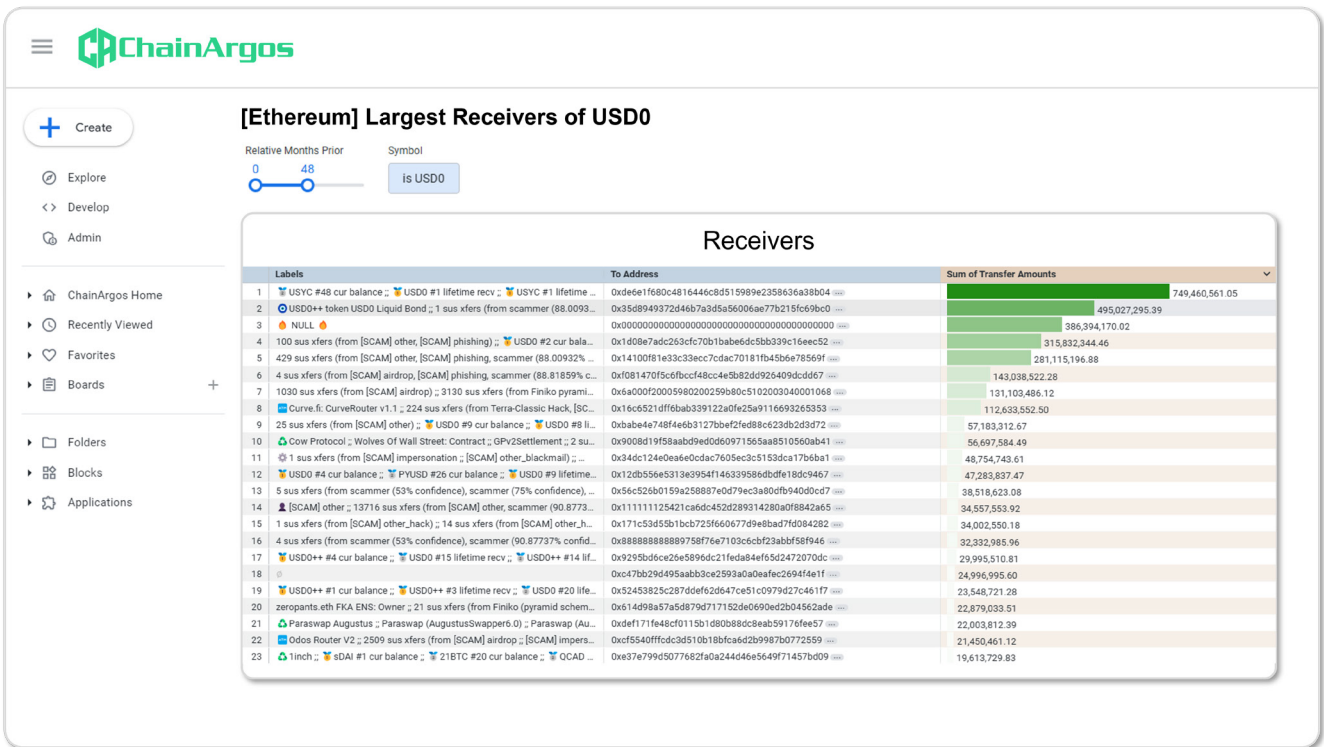 ChainArgos
Create
Explore
Develop
Admin
ChainArgos Home
Recently Viewed
Favorites
Boards
Folders
Blocks
Applications
[Ethereum] Largest Receivers of USD0
Relative Months Prior Symbol
0 48 is USD0
Receivers
Labels To Address Sum of Transfer Amounts
1 USYC #48 cur balance ;; USD0 #1 lifetime recv ;; USYC #1 lifetime ... 0xde6e1f680c4816446c8d515989e2358636a38b04 749,460,561.05
2 USD0++ token USD0 Liquid Bond ;; 1 sus xfers (from scammer (88.0093... 0x35d8949372d46b7a3d5a56006ae77b215fc69bc0 495,027,295.39
3 NULL 0x0000000000000000000000000000000000000000 386,394,170.02
4 100 sus xfers (from [SCAM] other, [SCAM] phishing) ;; USD0 #2 cur bala... 0x1d08e7adc263cfc70b1babe6dc5bb339c16eec52 315,832,344.46
5 429 sus xfers (from [SCAM] other, [SCAM] phishing, scammer (88.00932% ... 0x14100f81e33c33ecc7cdac70181fb45b6e78569f 281,115,196.88
6 4 sus xfers (from [SCAM] airdrop, [SCAM] phishing, scammer (88.81859% c... 0xf081470f5c6fbccf48cc4e5b82dd926409dcdd67 143,038,522.28
7 1030 sus xfers (from [SCAM] airdrop) ;; 3130 sus xfers (from Finiko pyrami... 0x6a000f20005980200259b80c5102003040001068 131,103,486.12
8 Curve.fi: CurveRouter v1.1 ;; 224 sus xfers (from Terra-Classic Hack, [SC... 0x16c6521dff6bab339122a0fe25a9116693265353 112,633,552.50
9 25 sus xfers (from [SCAM] other) ;; USD0 #9 cur balance ;; USD0 #8 li... 0xbabe4e748f4e6b3127bbef2fed88c623db2d3d72 57,183,312.67
10 Cow Protocol ;; Wolves Of Wall Street: Contract ;; GPv2Settlement ;; 2 su... 0x9008d19f58aabd9ed0d60971565aa8510560ab41 56,697,584.49
11 1 sus xfers (from [SCAM] impersonation ;; [SCAM] other_blackmail) ;; ... 0x34dc124e0ea6e0cdac7605ec3c5153dca17b6ba1 48,754,743.61
12 USD0 #4 cur balance ;; PYUSD #26 cur balance ;; USD0 #9 lifetime... 0x12db556e5313e3954f146339586dbdfe18dc9467 47,283,837.47
13 5 sus xfers (from scammer (53% confidence), scammer (75% confidence), ... 0x56c526b0159a258887e0d79ec3a80dfb940d0cd7 38,518,623.08
14 [SCAM] other ;; 13716 sus xfers (from [SCAM] other, scammer (90.8773... 0x111111125421ca6dc452d289314280a0f8842a65 34,557,553.92
15 1 sus xfers (from [SCAM] other_hack) ;; 14 sus xfers (from [SCAM] other_h... 0x171c53d55b1bcb725f660677d9e8bad7fd084282 34,002,550.18
16 4 sus xfers (from scammer (53% confidence), scammer (90.87737% confid... 0x888888888889758f76e7103c6cbf23abbf58f946 32,332,985.96
17 USD0++ #4 cur balance ;; USD0 #15 lifetime recv ;; USD0++ #14 lif... 0x9295bd6ce26e5896dc21feda84ef65d2472070dc 29,995,510.81
18 0xc47bb29d495aabb3ce2593a0a0eafec2694f4e1f 24,996,995.60
19 USD0++ #1 cur balance ;; USD0++ #3 lifetime recv ;; USD0 #20 life... 0x52453825c287ddef62d647ce51c0979d27c461f7 23,548,721.28
20 zeropants.eth FKA ENS: Owner ;; 21 sus xfers (from Finiko (pyramid schem... 0x614d98a57a5d879d717152de0690ed2b04562ade 22,879,033.51
21 Paraswap Augustus ;; Paraswap (AugustusSwapper6.0) ;; Paraswap (Au... 0xdef171fe48cf0115b1d80b88dc8eab59176fee57 22,003,812.39
22 Odos Router V2 ;; 2509 sus xfers (from [SCAM] airdrop ;; [SCAM] impers... 0xcf5540fffcdc3d510b18bfca6d2b9987b0772559 21,450,461.12
23 1inch ;; sDAI #1 cur balance ;; 21BTC #20 cur balance ;; QCAD ... 0xe37e799d5077682fa0a244d46e5649f71457bd09 19,613,729.83